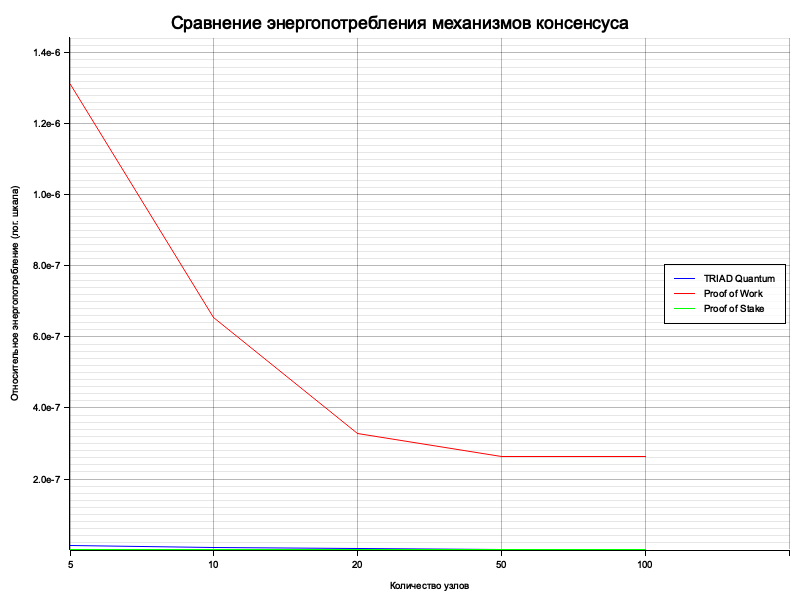 Сравнение энергопотребления механизмов консенсуса
1.4e-6
1.2e-6
1.0e-6
8.0e-7
6.0e-7
4.0e-7
2.0e-7
Относительное энергопотребление (лог. шкала)
TRIAD Quantum
Proof of Work
Proof of Stake
5 10 20 50 100
Количество узлов